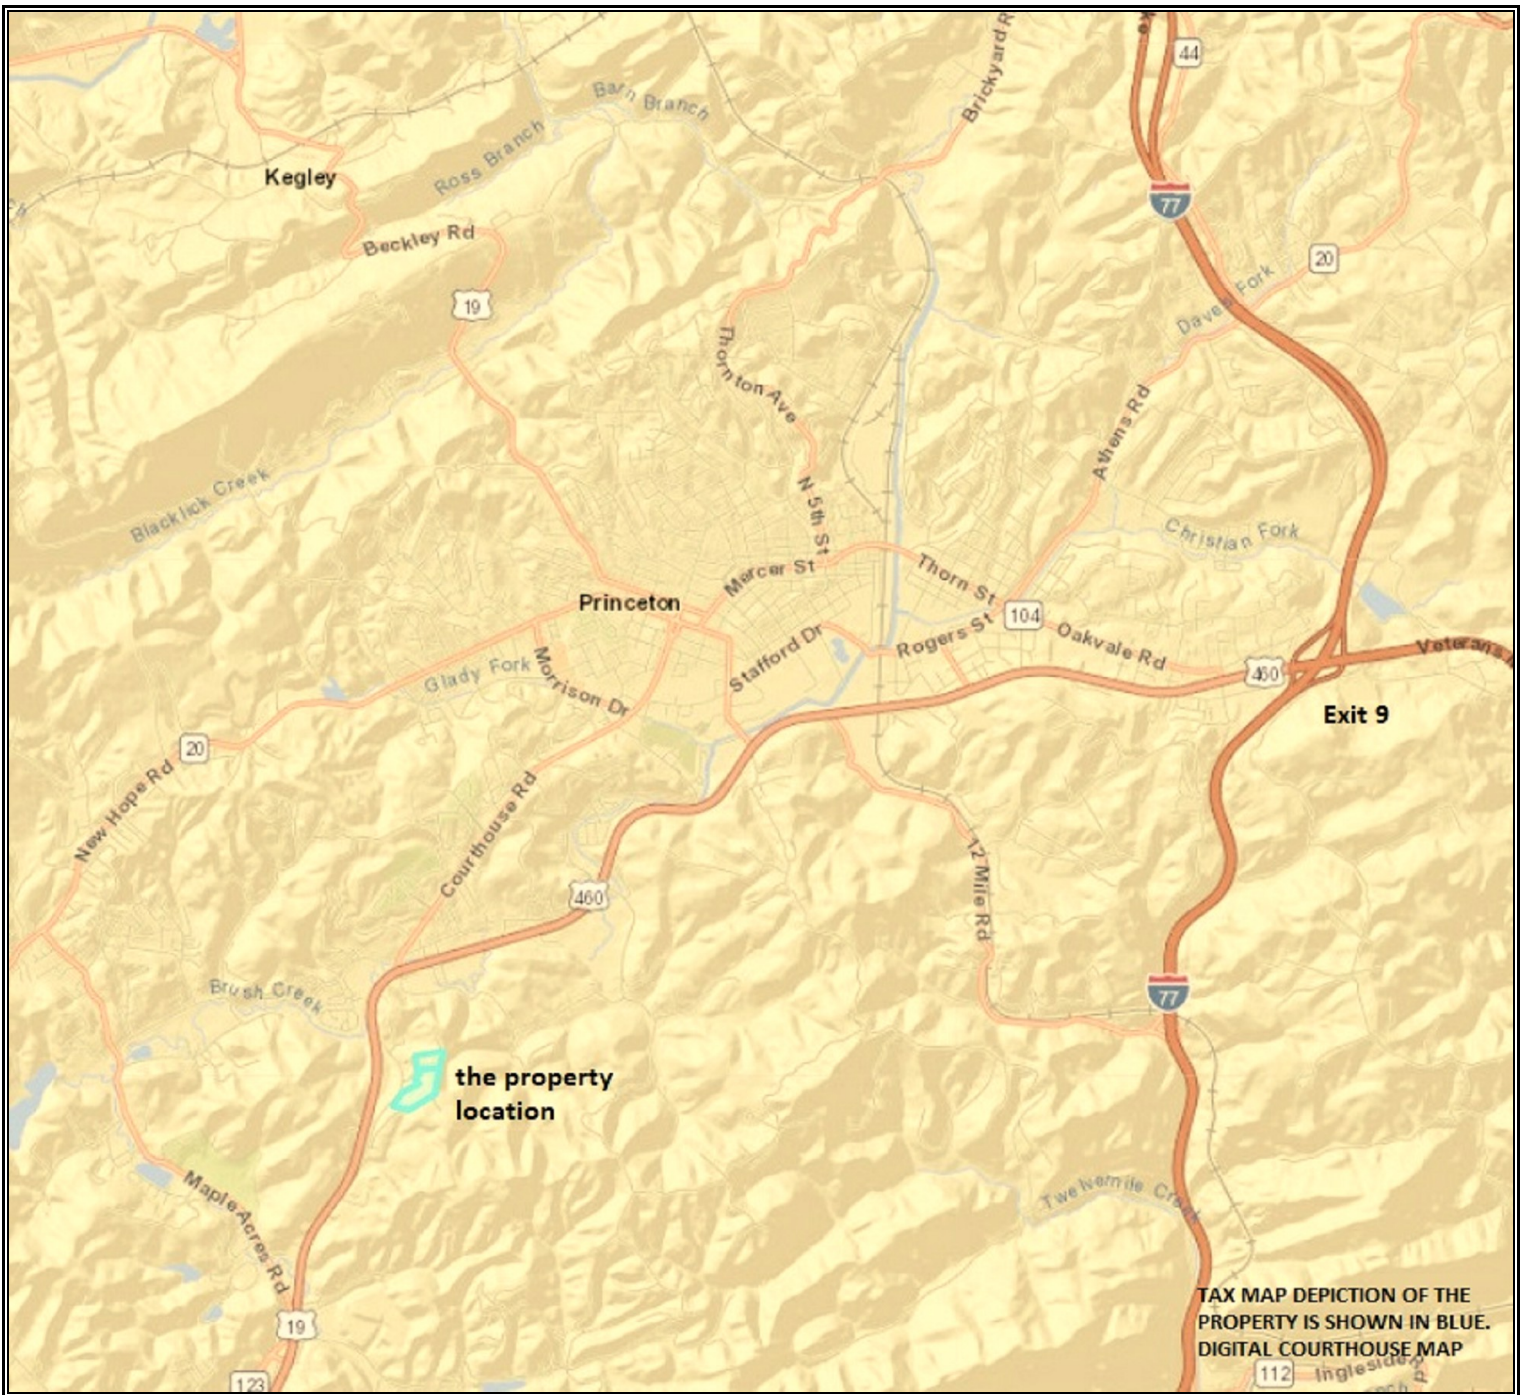 44
Brickyard R
Barn Branch
Ross Branch
Kegley
77
Beckley Rd
20
19
Daves Fork
Thornton Ave
Athens Rd
N 5th St
Blacklick Creek
Christian Fork
Mercer St
Thorn St
Princeton
104
Stafford Dr
Rogers St
Oakvale Rd
Veterans
460
Glady Fork
Morrison Dr
Exit 9
20
New Hope Rd
Courthouse Rd
12 Mile Rd
460
Brush Creek
77
the property
location
Twelvemile Creek
Maple Acres Rd
TAX MAP DEPICTION OF THE
PROPERTY IS SHOWN IN BLUE.
DIGITAL COURTHOUSE MAP
19
112
Ingleside Rd
123